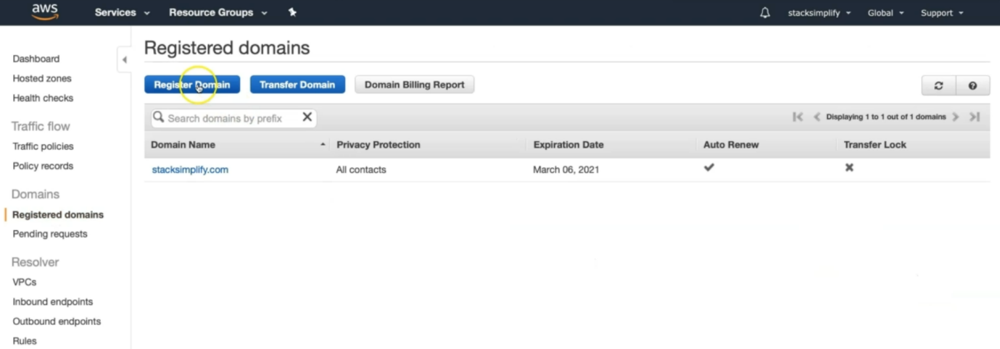 aws Services Resource Groups stacksimplify Global Support
Registered domains
Dashboard
Hosted zones
Health checks
Traffic flow
Traffic policies
Policy records
Domains
Registered domains
Pending requests
Resolver
VPCs
Inbound endpoints
Outbound endpoints
Rules
Register Domain Transfer Domain Domain Billing Report
Search domains by prefix Displaying 1 to 1 out of 1 domains
Domain Name Privacy Protection Expiration Date Auto Renew Transfer Lock
stacksimplify.com All contacts March 06, 2021